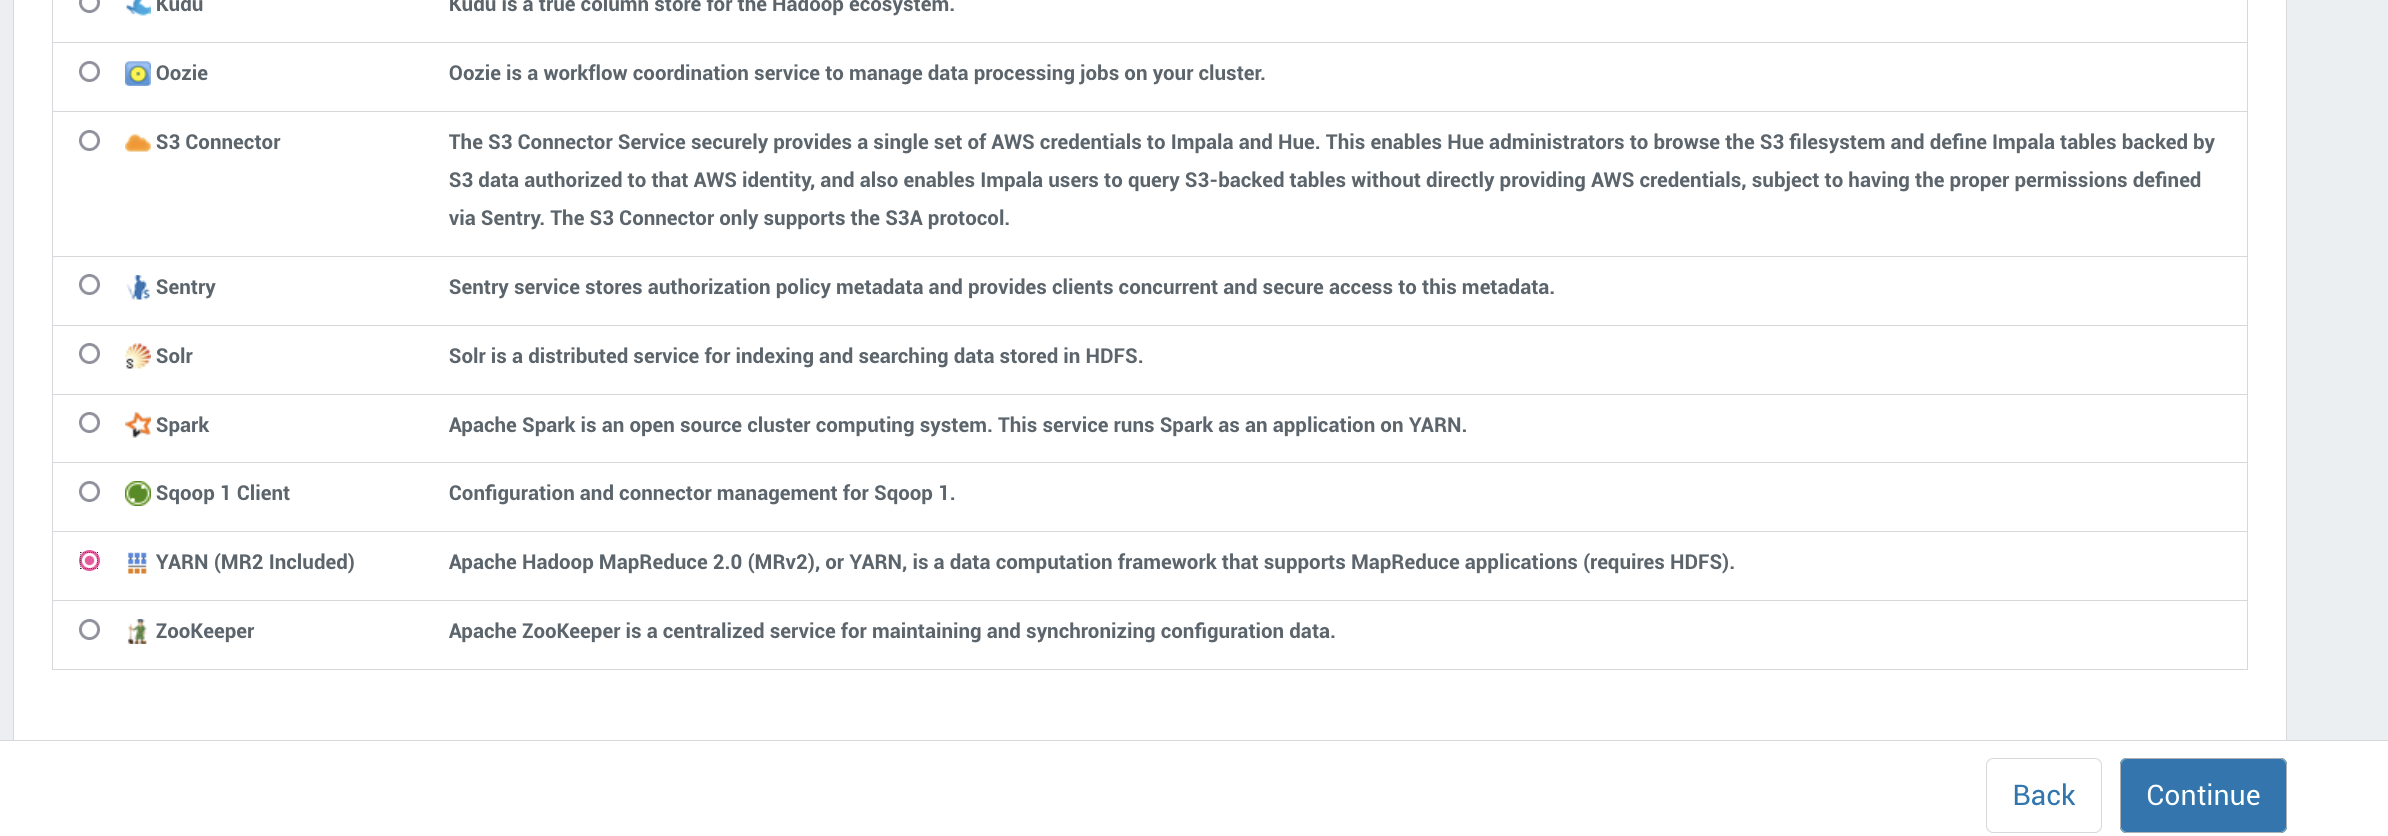 Kudu Kudu is a true column store for the Hadoop ecosystem.
Oozie Oozie is a workflow coordination service to manage data processing jobs on your cluster.
S3 Connector The S3 Connector Service securely provides a single set of AWS credentials to Impala and Hue. This enables Hue administrators to browse the S3 filesystem and define Impala tables backed by
S3 data authorized to that AWS identity, and also enables Impala users to query S3-backed tables without directly providing AWS credentials, subject to having the proper permissions defined
via Sentry. The S3 Connector only supports the S3A protocol.
Sentry Sentry service stores authorization policy metadata and provides clients concurrent and secure access to this metadata.
Solr Solr is a distributed service for indexing and searching data stored in HDFS.
Spark Apache Spark is an open source cluster computing system. This service runs Spark as an application on YARN.
Sqoop 1 Client Configuration and connector management for Sqoop 1.
YARN (MR2 Included) Apache Hadoop MapReduce 2.0 (MRv2), or YARN, is a data computation framework that supports MapReduce applications (requires HDFS).
ZooKeeper Apache ZooKeeper is a centralized service for maintaining and synchronizing configuration data.
Back Continue